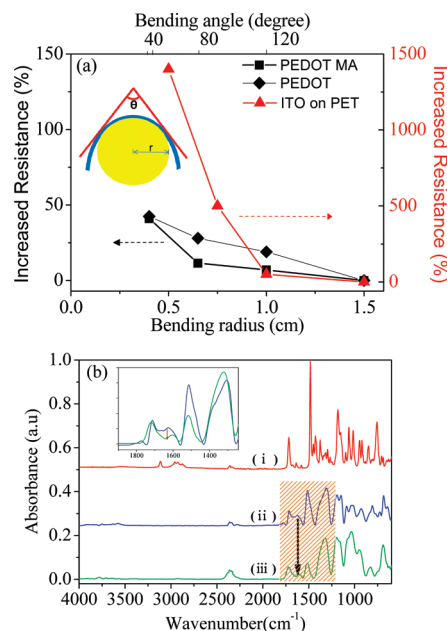 Bending angle (degree)
40 80 120
(a)
PEDOT MA
PEDOT
ITO on PET
θ
r
150
100
50
0
Increased Resistance (%)
1500
1000
500
0
Increased Resistance (%)
0.0 0.5 1.0 1.5
Bending radius (cm)
(b)
1800 1600 1400
1.0
0.8
0.6
0.4
0.2
0.0
Absorbance (a.u)
(i)
(ii)
(iii)
4000 3500 3000 2500 2000 1500 1000
Wavenumber(cm⁻¹)